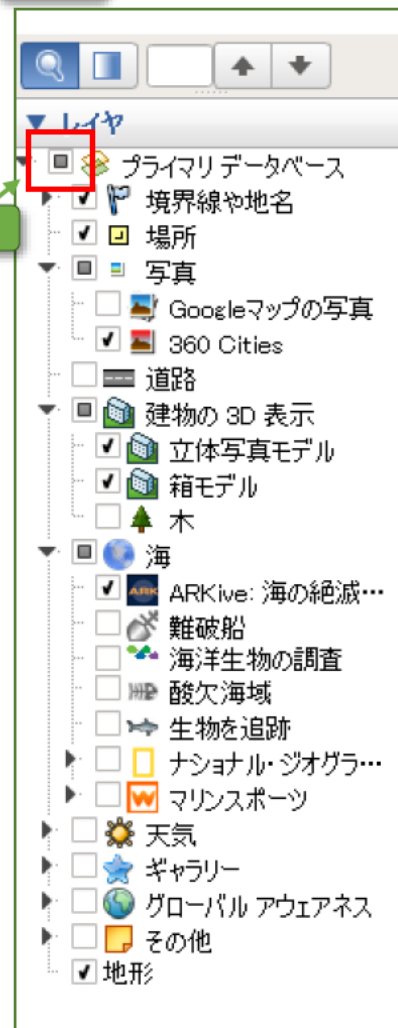 レイヤ
プライマリ データベース
境界線や地名
場所
写真
Googleマップの写真
360 Cities
道路
建物の 3D 表示
立体写真モデル
箱モデル
木
海
ARK ARKive: 海の絶滅…
難破船
海洋生物の調査
酸欠海域
生物を追跡
ナショナル・ジオグラ…
マリンスポーツ
天気
ギャラリー
グローバル アウェアネス
その他
地形